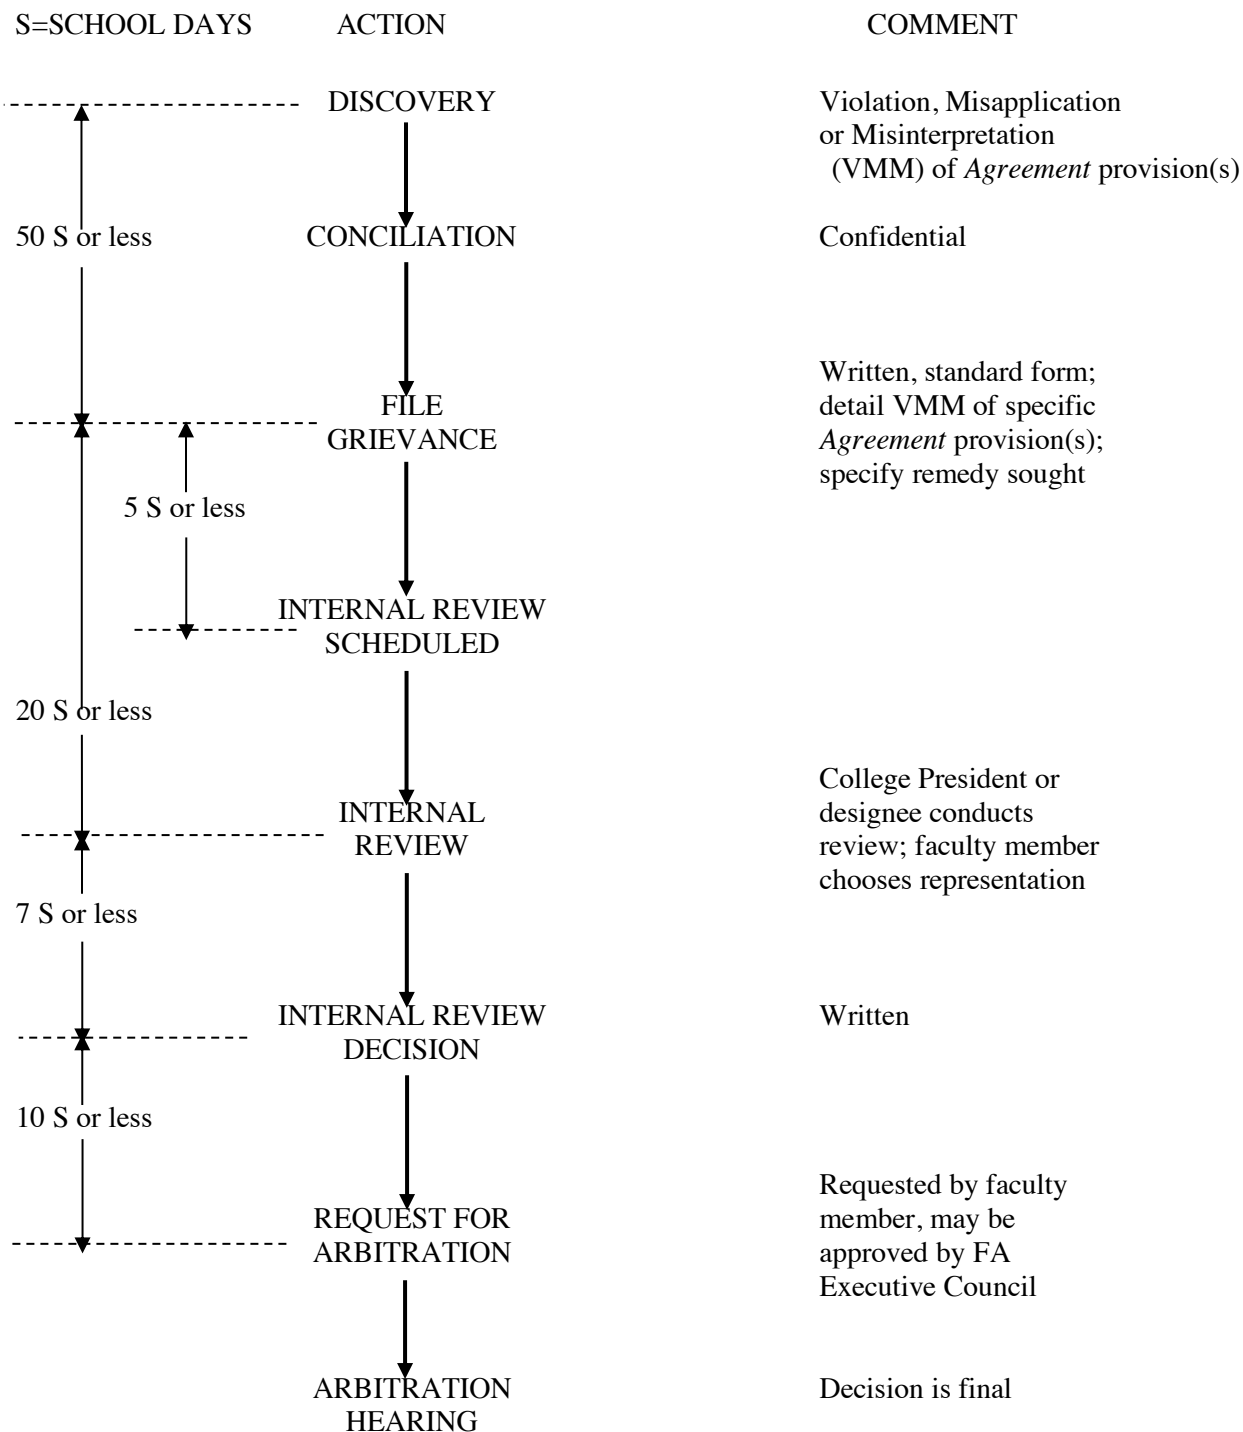 S=SCHOOL DAYS ACTION COMMENT
DISCOVERY Violation, Misapplication
or Misinterpretation
(VMM) of Agreement provision(s)
50 S or less CONCILIATION Confidential
Written, standard form;
FILE detail VMM of specific
GRIEVANCE Agreement provision(s);
specify remedy sought
5 S or less
INTERNAL REVIEW
SCHEDULED
20 S or less
College President or
INTERNAL designee conducts
REVIEW review; faculty member
chooses representation
7 S or less
INTERNAL REVIEW Written
DECISION
10 S or less
Requested by faculty
REQUEST FOR member, may be
ARBITRATION approved by FA
Executive Council
ARBITRATION Decision is final
HEARING